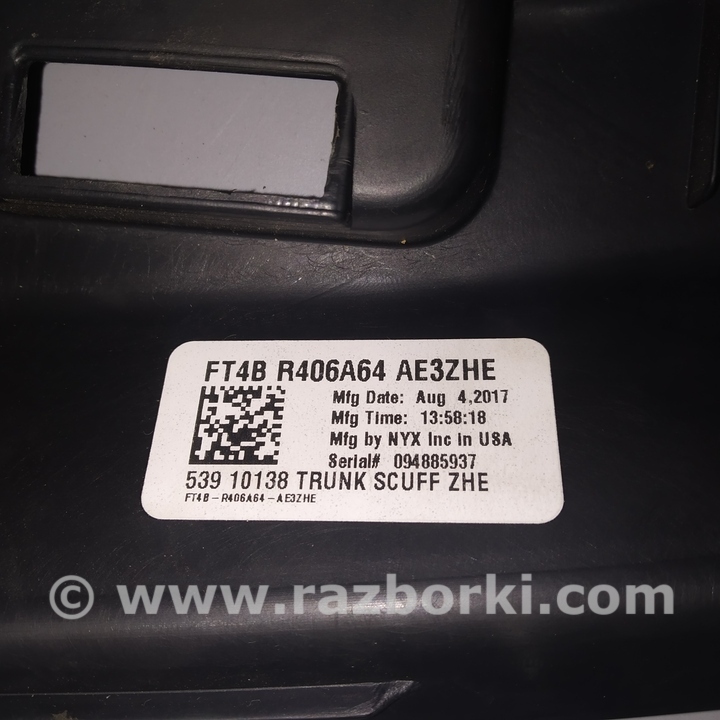 FT4B R406A64 AE3ZHE
Mfg Date: Aug 4,2017
Mfg Time: 13:58:18
Mfg by NYX Inc in USA
Serial# 094885937
539 10138 TRUNK SCUFF ZHE
FT4B-R406A64-AE3ZHE
© www.razborki.com